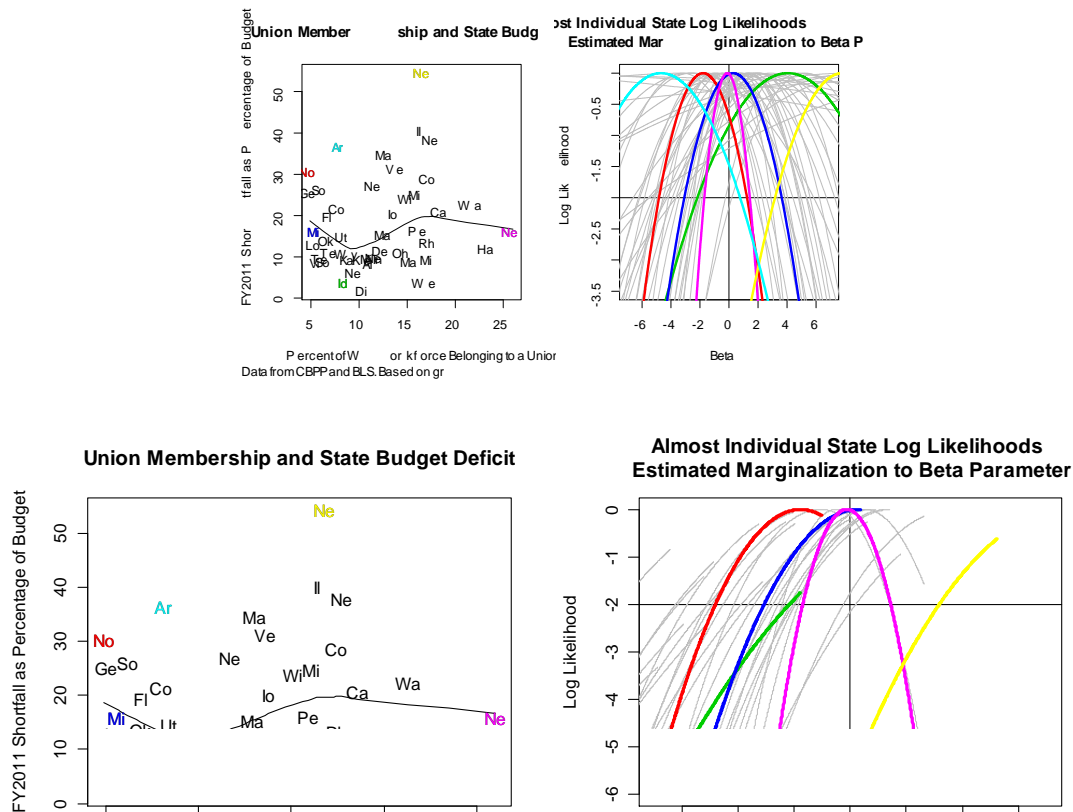 Union Member ship and State Budg
FY2011 Shor tfall as P ercentage of Budget
50
40
30
20
10
0
Ne
Il
Ne
Ar
Ma
V e
No
Co
Ne
Ge
So
Wi
Mi
Co
Fl
Io
Ca
W a
Mi
Ut
Ma
P e
Ne
Lo
Ok
Rh
Ha
De
Oh
Ne
Ma
Mi
Id
Di
W e
5
10
15
20
25
P ercent of W or kf orce Belonging to a Union
Data from CBPP and BLS. Based on gr
ost Individual State Log Likelihoods
Estimated Mar ginalization to Beta P
Log Lik elihood
-0.5
-1.5
-2.5
-3.5
-6
-4
-2
0
2
4
6
Beta
Union Membership and State Budget Deficit
FY2011 Shortfall as Percentage of Budget
50
40
30
20
10
0
Ne
Il
Ne
Ar
Ma
Ve
No
Co
Ne
Ge
So
Wi
Mi
Co
Fl
Io
Ca
Wa
Mi
Ut
Ma
Pe
Ne
Almost Individual State Log Likelihoods
Estimated Marginalization to Beta Parameter
Log Likelihood
0
-1
-2
-3
-4
-5
-6